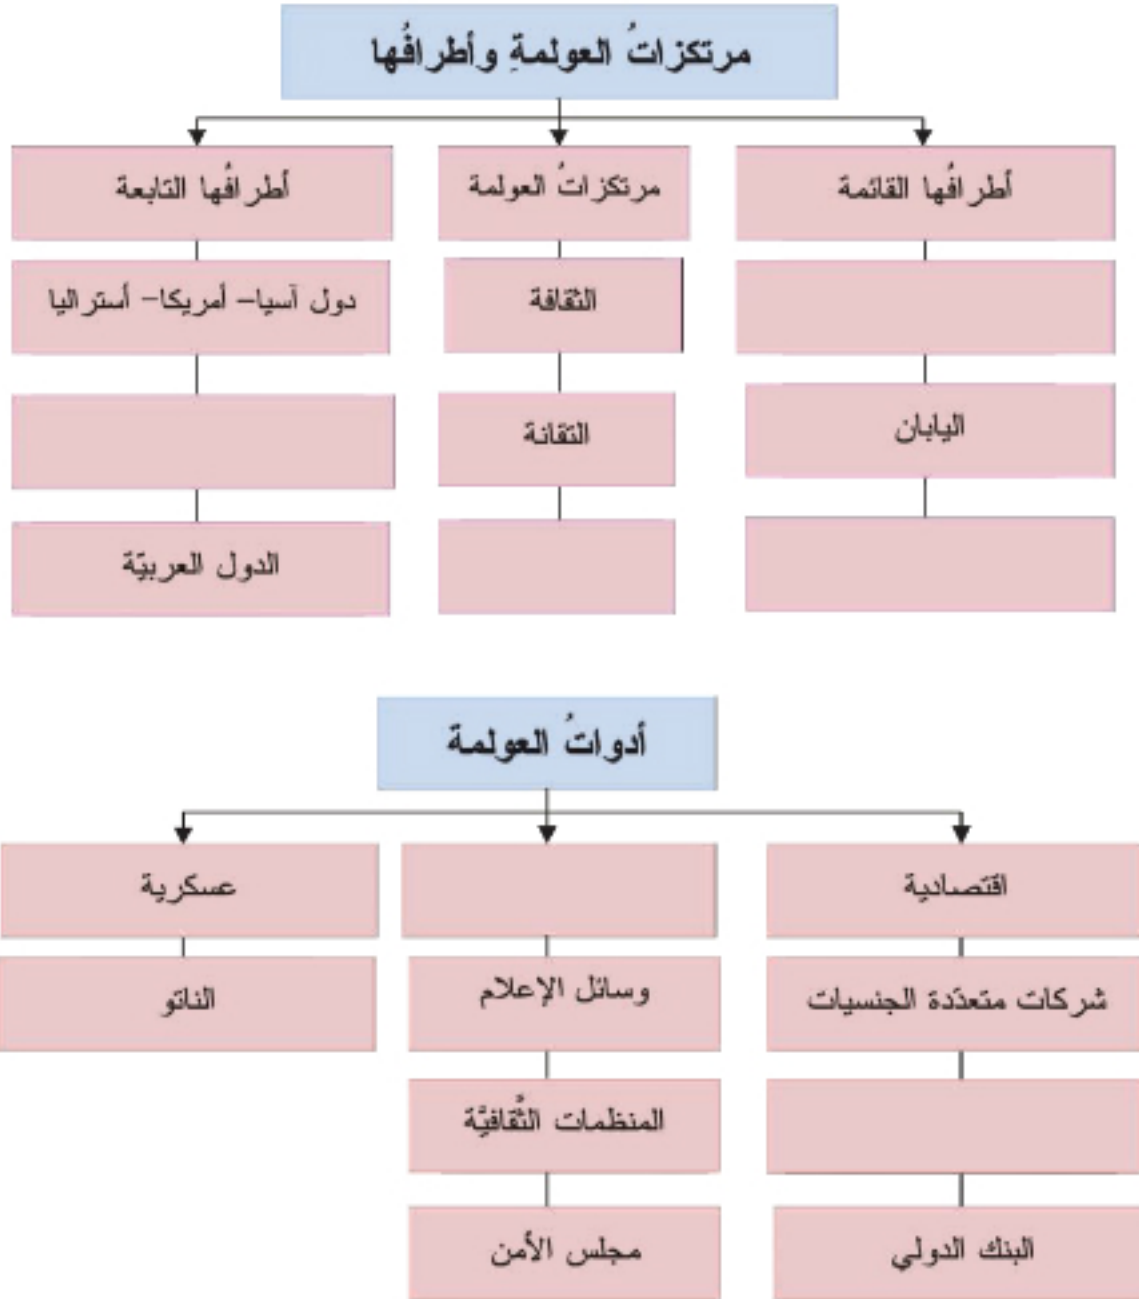 مرتكزاتُ العولمةِ وأطرافُها
أطرافُها القائمة
مرتكزاتُ العولمة
أطرافُها التابعة
الثقافة
دول آسيا– أمريكا– أستراليا
اليابان
التقانة
الدول العربيّة
أدواتُ العولمة
اقتصادية
عسكرية
شركات متعدّدة الجنسيات
وسائل الإعلام
الناتو
المنظمات الثَّقافيَّة
البنك الدولي
مجلس الأمن